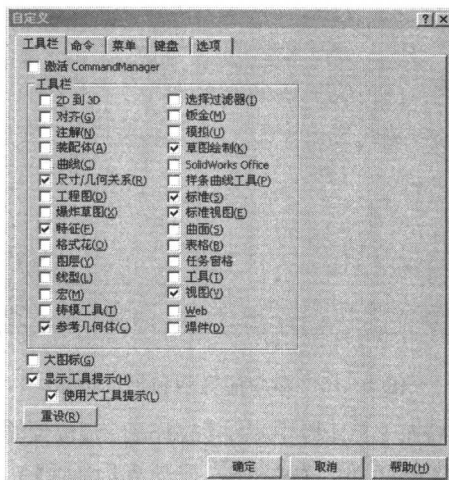 自定义
工具栏 命令 菜单 键盘 选项
激活 CommandManager
工具栏
2D 到 3D
对齐(G)
注解(N)
装配体(A)
曲线(C)
尺寸/几何关系(R)
工程图(D)
爆炸草图(X)
特征(F)
格式花(O)
图层(Y)
线型(L)
宏(M)
铸模工具(T)
参考几何体(C)
选择过滤器(I)
钣金(M)
模拟(U)
草图绘制(K)
SolidWorks Office
样条曲线工具(P)
标准(S)
标准视图(E)
曲面(S)
表格(B)
任务窗格
工具(T)
视图(V)
Web
焊件(D)
大图标(G)
显示工具提示(H)
使用大工具提示(L)
重设(R)
确定 取消 帮助(H)